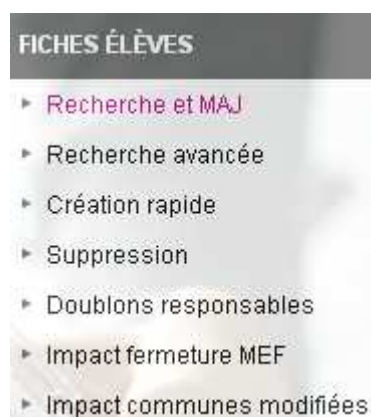 FICHES ÉLÈVES
Recherche et MAJ
Recherche avancée
Création rapide
Suppression
Doublons responsables
Impact fermeture MEF
Impact communes modifiées